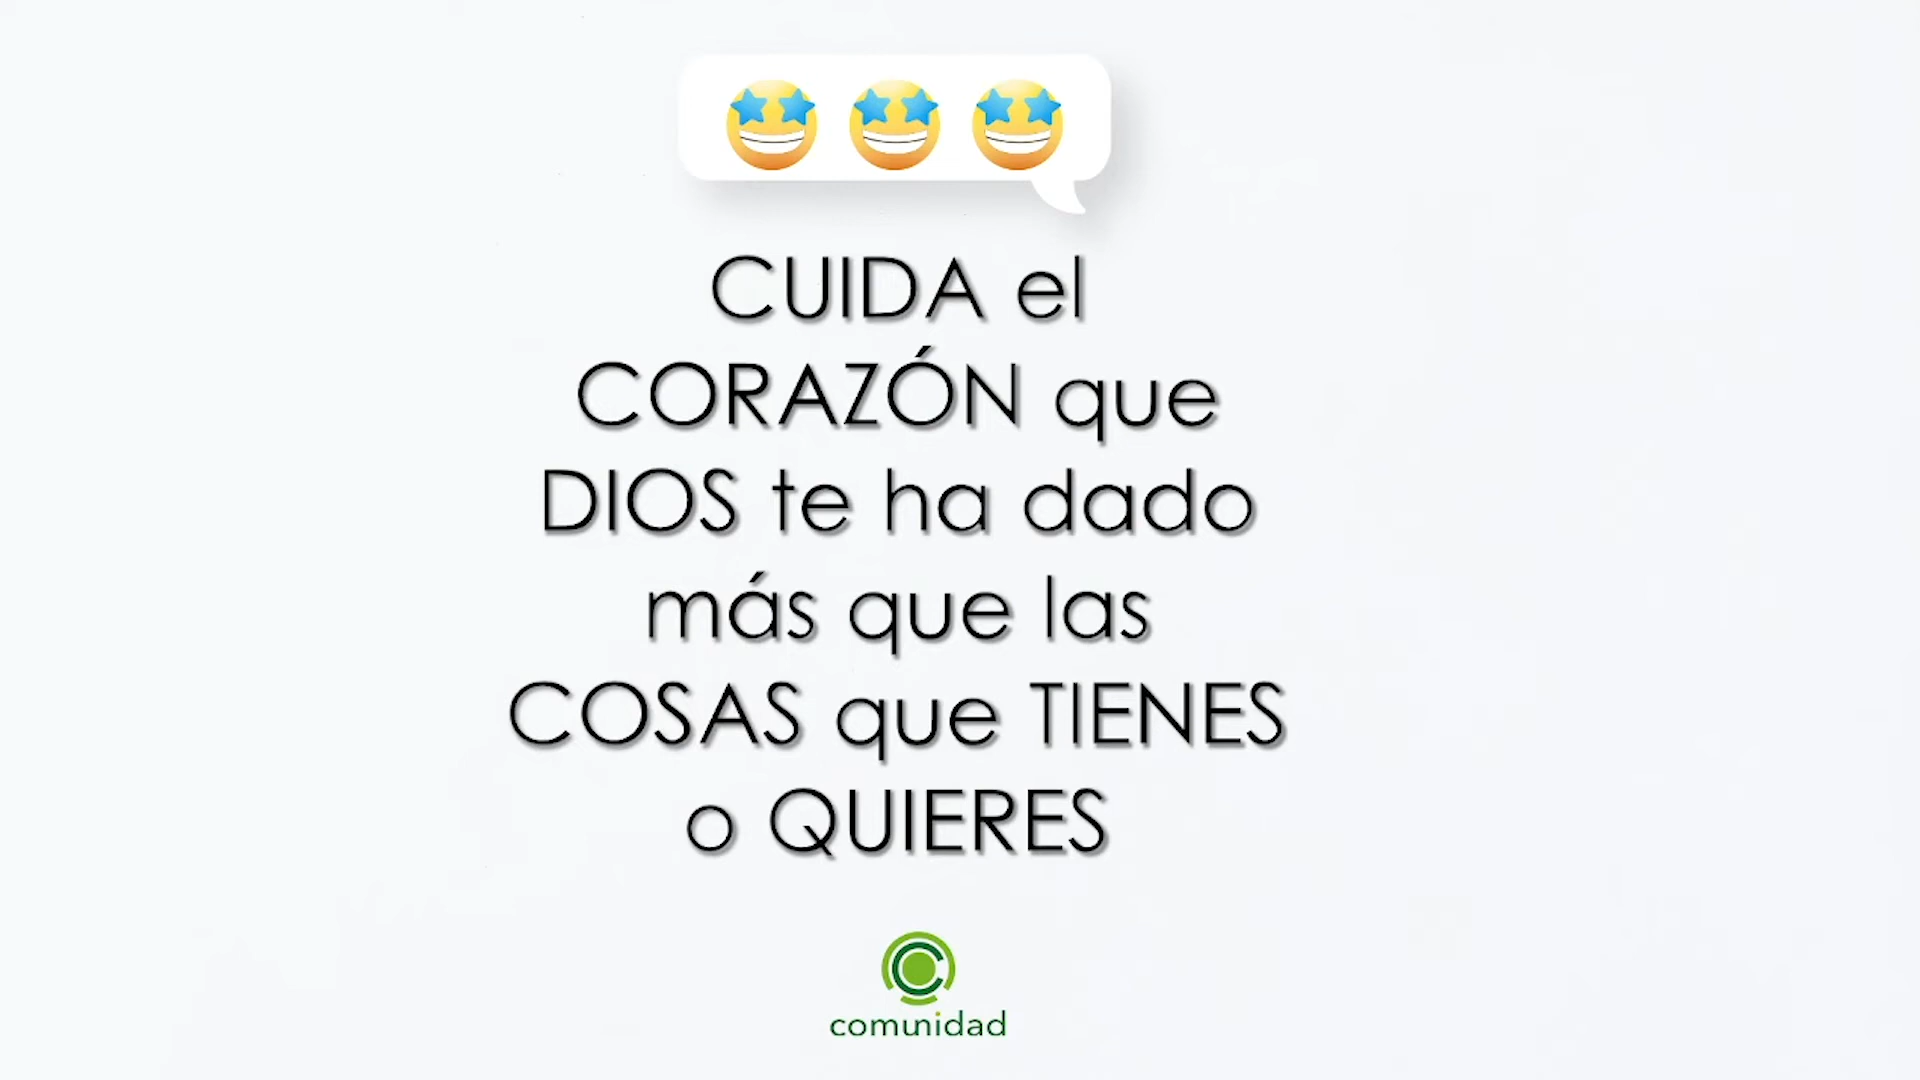 CUIDA el
CORAZÓN que
DIOS te ha dado
más que las
COSAS que TIENES
o QUIERES
comunidad